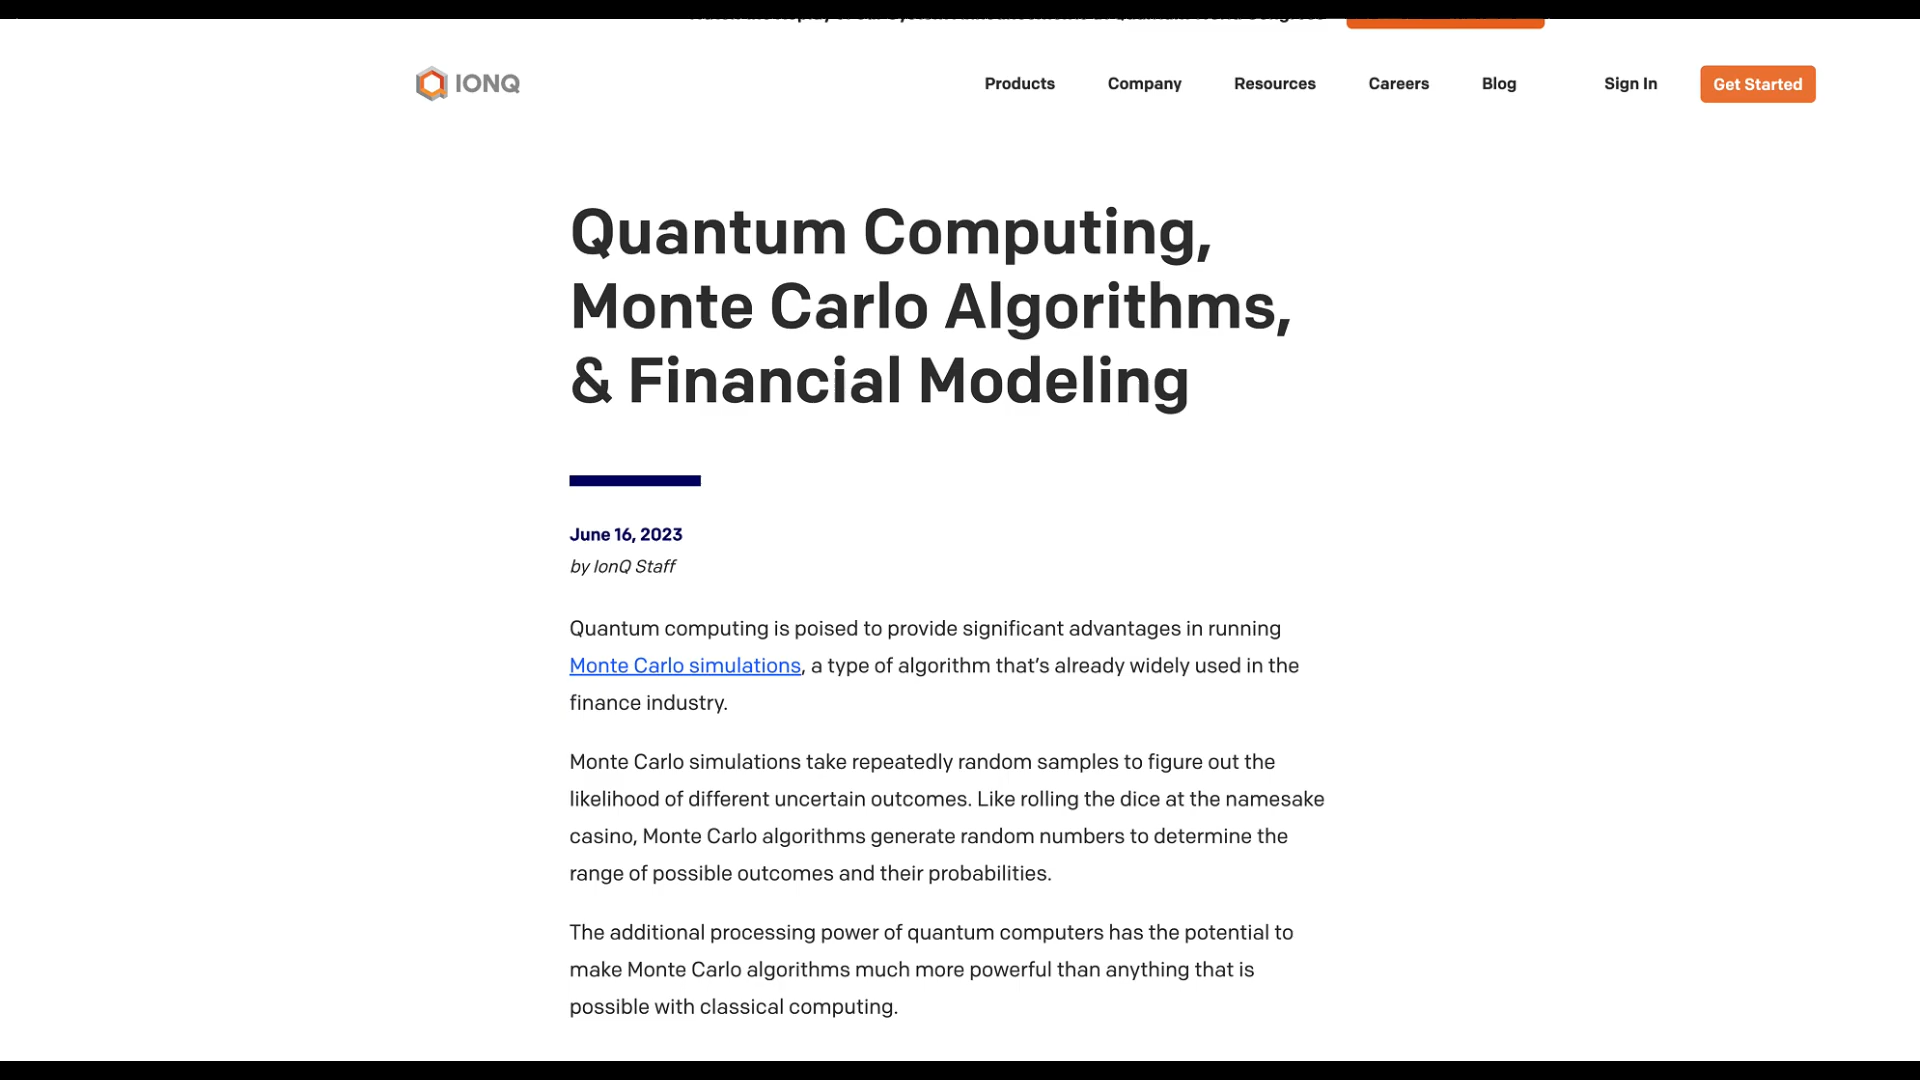 IONQ
Products Company Resources Careers Blog Sign In Get Started
Quantum Computing,
Monte Carlo Algorithms,
& Financial Modeling
June 16, 2023
by IonQ Staff
Quantum computing is poised to provide significant advantages in running
Monte Carlo simulations, a type of algorithm that's already widely used in the
finance industry.
Monte Carlo simulations take repeatedly random samples to figure out the
likelihood of different uncertain outcomes. Like rolling the dice at the namesake
casino, Monte Carlo algorithms generate random numbers to determine the
range of possible outcomes and their probabilities.
The additional processing power of quantum computers has the potential to
make Monte Carlo algorithms much more powerful than anything that is
possible with classical computing.